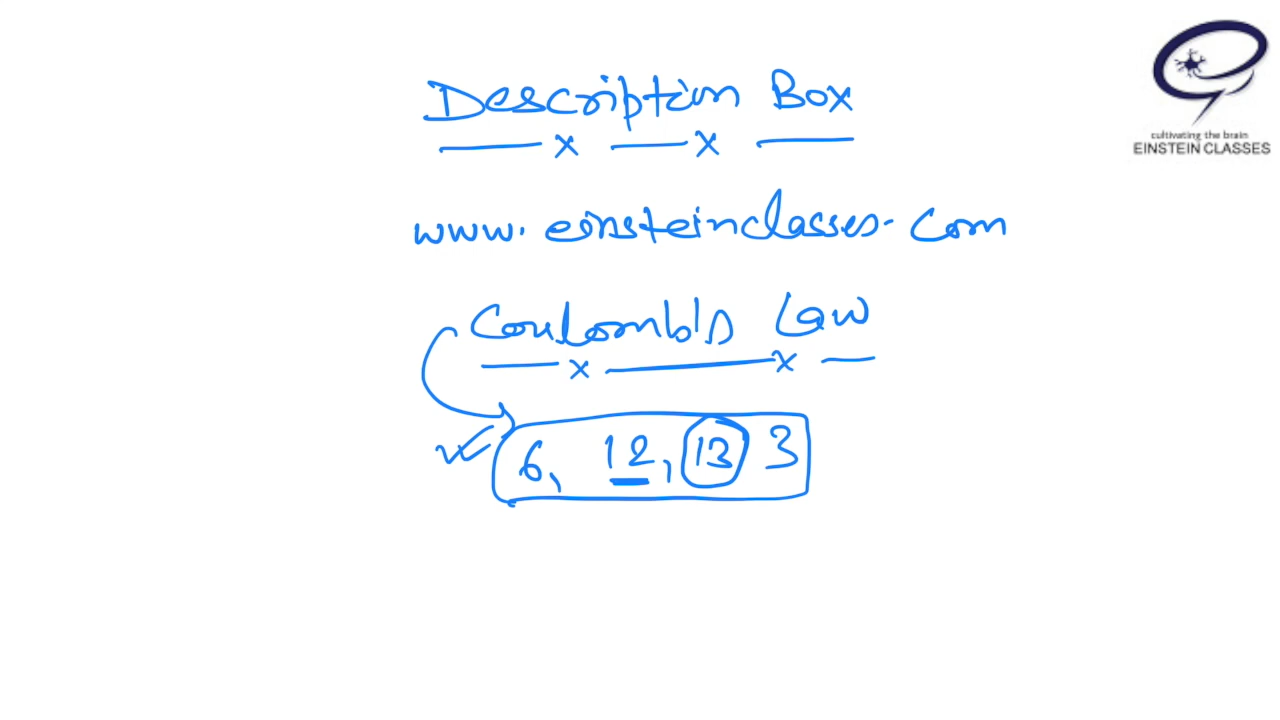 Description Box
x x
www.einsteinclasses.com
Coulomb's Law
x x
6, 12, 13 3
cultivating the brain
EINSTEIN CLASSES